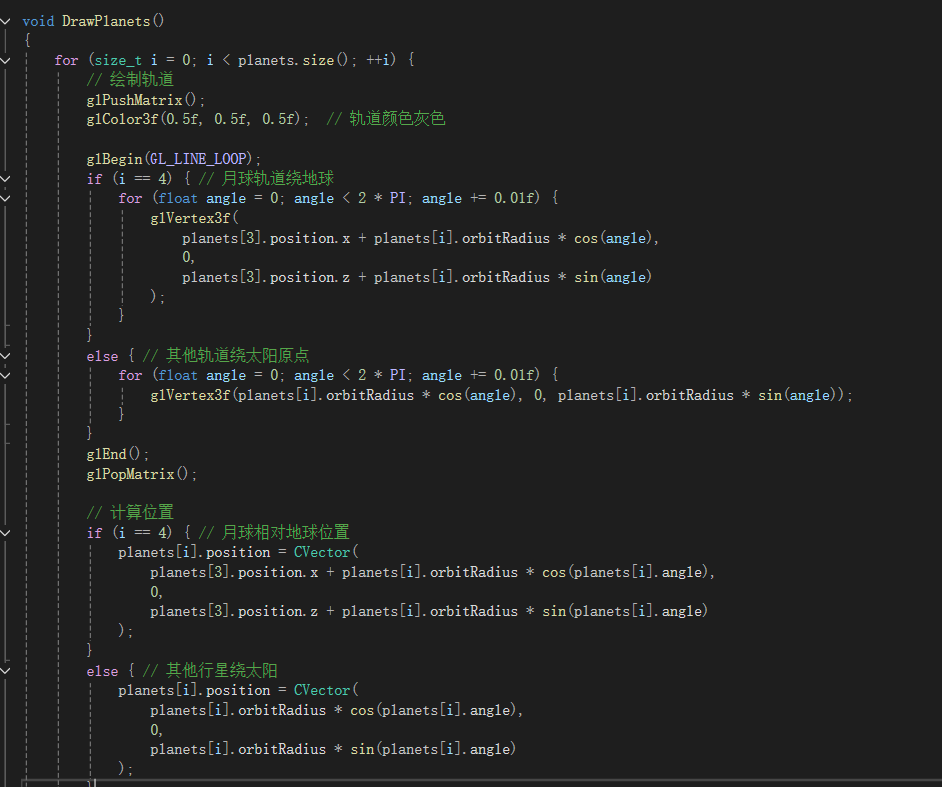 void DrawPlanets()
{
for (size_t i = 0; i < planets.size(); ++i) {
// 绘制轨道
glPushMatrix();
glColor3f(0.5f, 0.5f, 0.5f);  // 轨道颜色灰色
glBegin(GL_LINE_LOOP);
if (i == 4) { // 月球轨道绕地球
for (float angle = 0; angle < 2 * PI; angle += 0.01f) {
glVertex3f(
planets[3].position.x + planets[i].orbitRadius * cos(angle),
0,
planets[3].position.z + planets[i].orbitRadius * sin(angle)
);
}
}
else { // 其他轨道绕太阳原点
for (float angle = 0; angle < 2 * PI; angle += 0.01f) {
glVertex3f(planets[i].orbitRadius * cos(angle), 0, planets[i].orbitRadius * sin(angle));
}
}
glEnd();
glPopMatrix();
// 计算位置
if (i == 4) { // 月球相对地球位置
planets[i].position = CVector(
planets[3].position.x + planets[i].orbitRadius * cos(planets[i].angle),
0,
planets[3].position.z + planets[i].orbitRadius * sin(planets[i].angle)
);
}
else { // 其他行星绕太阳
planets[i].position = CVector(
planets[i].orbitRadius * cos(planets[i].angle),
0,
planets[i].orbitRadius * sin(planets[i].angle)
);
}